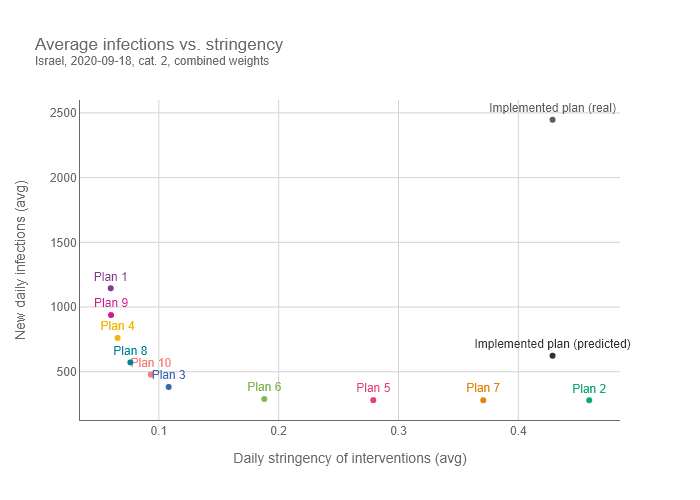 Average infections vs. stringency
Israel, 2020-09-18, cat. 2, combined weights
New daily infections (avg)
2500
2000
1500
1000
500
Implemented plan (real)
Plan 1
Plan 9
Plan 4
Plan 8
Plan 10
Plan 3
Implemented plan (predicted)
Plan 6
Plan 5
Plan 7
Plan 2
0.1
0.2
0.3
0.4
Daily stringency of interventions (avg)